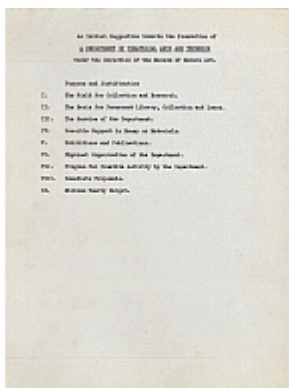 An Initial Suggestion towards the Formation of
A DEPARTMENT OF THEATRICAL ARTS AND
Under the Direction of the Museum of Modern Art.
Purpose and Justification
I. The Field for Collection and Research.
II. The Basis for Permanent Library, Collection and Loans.
III. The Service of the Department.
IV. Possible Support in Money or Materials.
V. Exhibitions and Publications.
VI. Physical Organization of the Department.
VII. Program for Creative Activity by the Department.
VIII. Immediate Proposals.
IX. Minimum Yearly Budget.